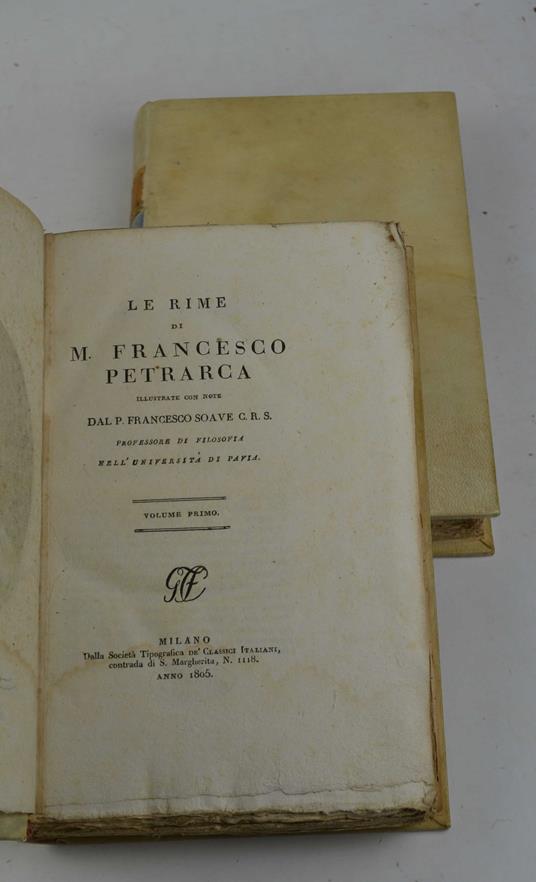 LE RIME
DI
M. FRANCESCO
PETRARCA
ILLUSTRATE CON NOTE
DAL P. FRANCESCO SOAVE C. R. S.
PROFESSORE DI FILOSOFIA
NELL' UNIVERSITÀ DI PAVIA.
VOLUME PRIMO.
MILANO
Dalla Società Tipografica DE' CLASSICI ITALIANI,
contrada di S. Margherita, N. 1118.
ANNO 1805.